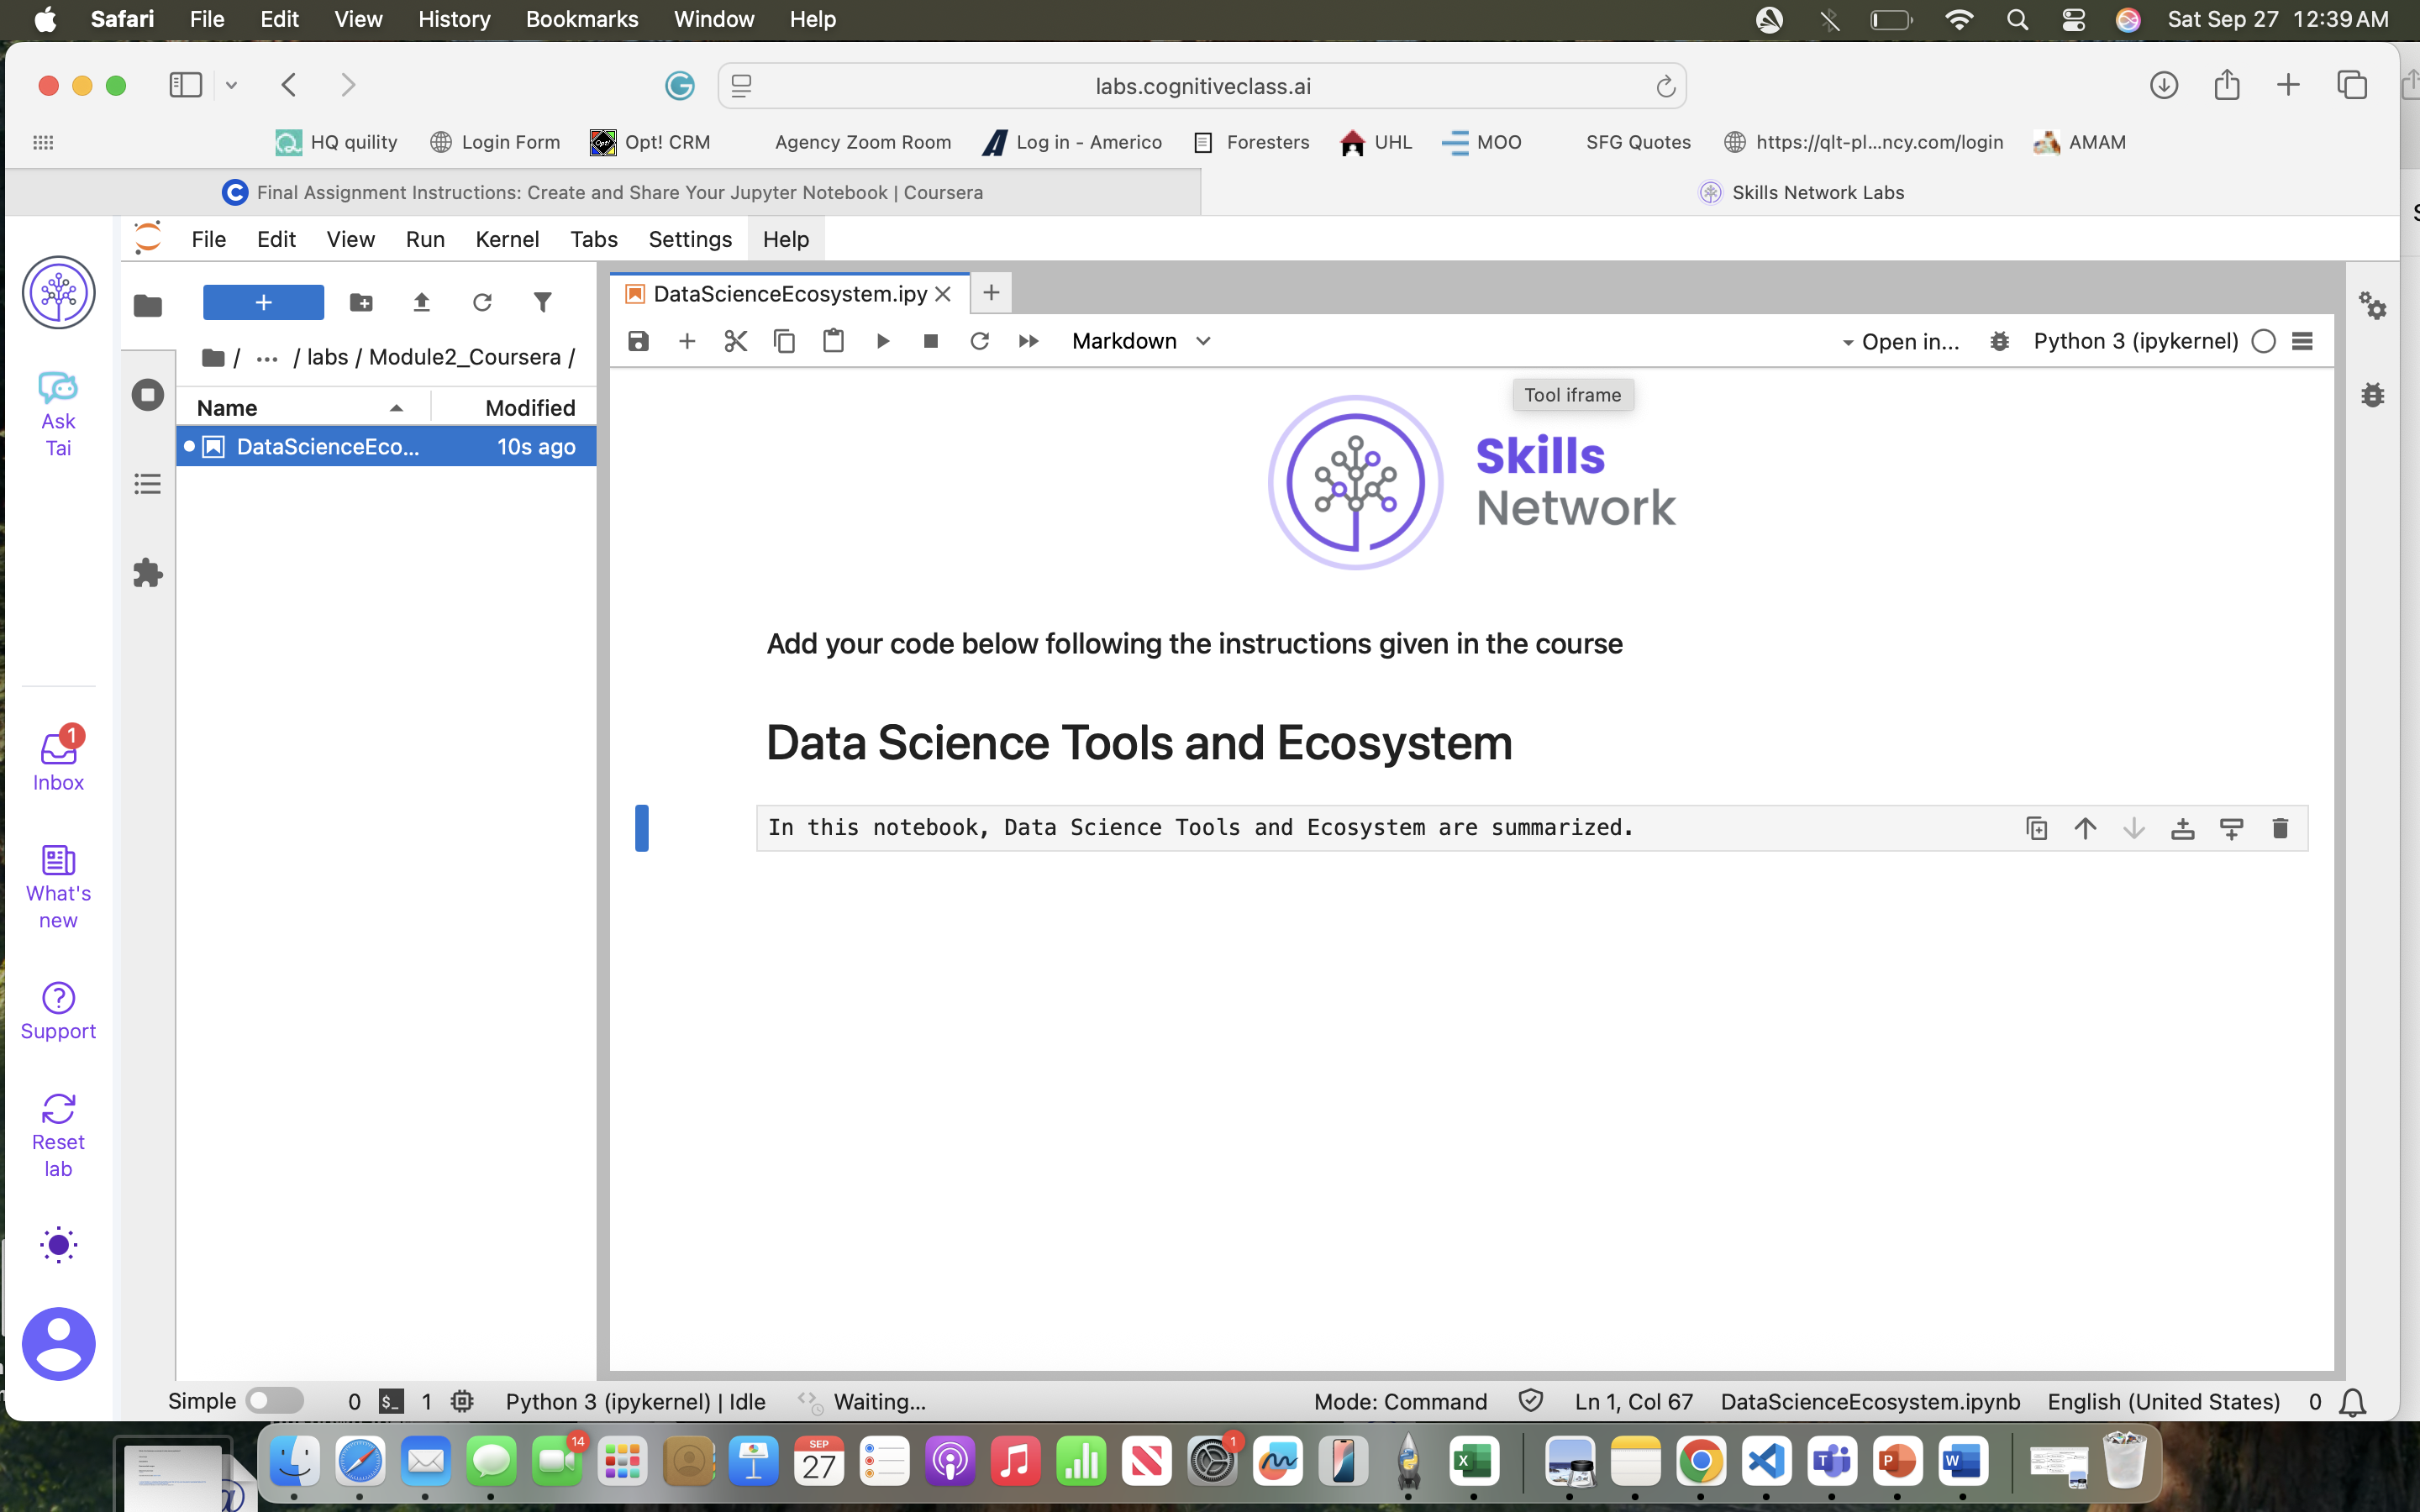 Safari File Edit View History Bookmarks Window Help Sat Sep 27 12:39 AM
labs.cognitiveclass.ai
HQ quility Login Form Opt! CRM Agency Zoom Room Log in - Americo Foresters UHL MOO SFG Quotes https://qlt-pl...ncy.com/login AMAM
Final Assignment Instructions: Create and Share Your Jupyter Notebook | Coursera Skills Network Labs
File Edit View Run Kernel Tabs Settings Help
DataScienceEcosystem.ipy
Markdown Open in... Python 3 (ipykernel)
/ ... / labs / Module2_Coursera /
Tool iframe
Name Modified
DataScienceEco... 10s ago
Ask
Tai
Skills
Network
Add your code below following the instructions given in the course
Data Science Tools and Ecosystem
In this notebook, Data Science Tools and Ecosystem are summarized.
1
Inbox
What's
new
Support
Reset
lab
Simple 0 $_ 1 Python 3 (ipykernel) | Idle Waiting... Mode: Command Ln 1, Col 67 DataScienceEcosystem.ipynb English (United States) 0
14
SEP
27
1
X
T
P
W